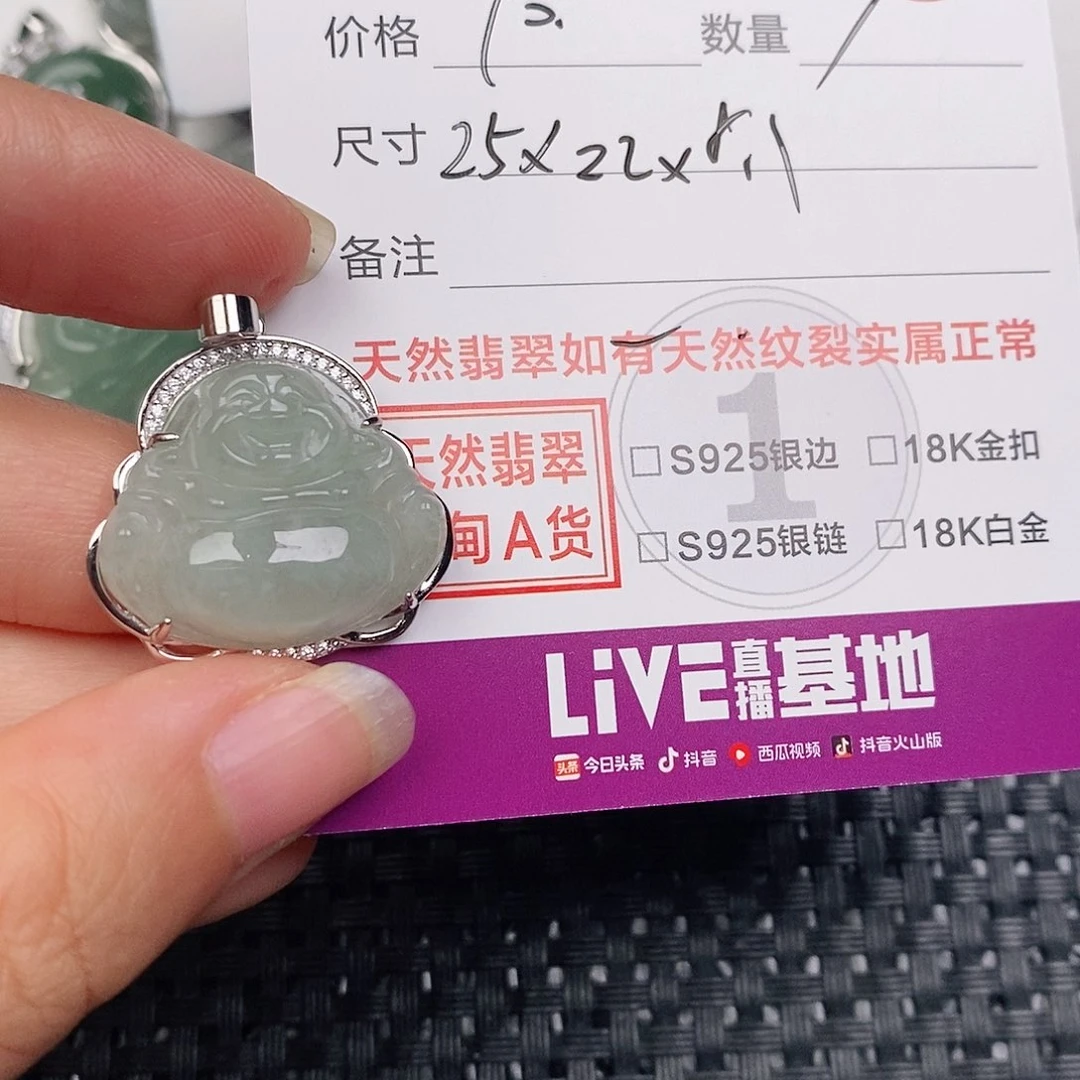 价格 数量
尺寸 25x22x8.1
备注
天然翡翠如有天然纹裂实属正常
天然翡翠
甸A货
1
□S925银边 □18K金扣
□S925银链 □18K白金
LiVE直播基地
头条 今日头条 抖音 西瓜视频 抖音火山版